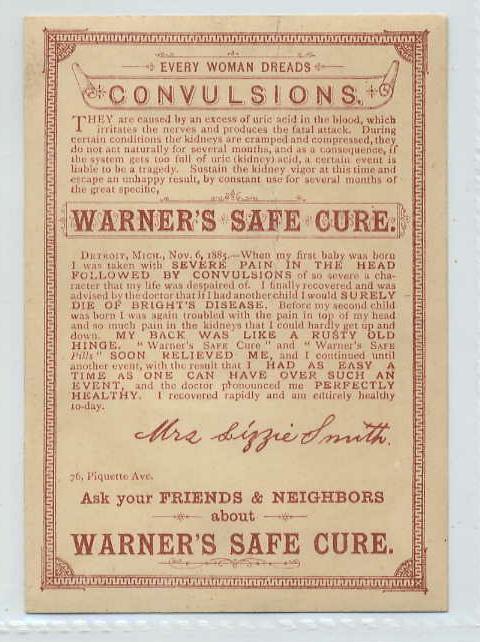 EVERY WOMAN DREADS
CONVULSIONS.
THEY are caused by an excess of uric acid in the blood, which
irritates the nerves and produces the fatal attack. During
certain conditions the kidneys are cramped and compressed, they
do not act naturally for several months, and as a consequence, if
the system gets too full of uric (kidney) acid, a certain event is
liable to be a tragedy. Sustain the kidney vigor at this time and
escape an unhappy result, by constant use for several months of
the great specific,
WARNER'S SAFE CURE.
DETROIT, MICH., Nov. 6, 1885.—When my first baby was born
I was taken with SEVERE PAIN IN THE HEAD
FOLLOWED BY CONVULSIONS of so severe a cha-
racter that my life was despaired of. I finally recovered and was
advised by the doctor that if I had another child I would SURELY
DIE OF BRIGHT'S DISEASE. Before my second child
was born I was again troubled with the pain in top of my head
and so much pain in the kidneys that I could hardly get up and
down. MY BACK WAS LIKE A RUSTY OLD
HINGE. "Warner's SAFE Cure" and "Warner's SAFE
Pills" SOON RELIEVED ME, and I continued until
another event, with the result that I HAD AS EASY A
TIME AS ONE CAN HAVE OVER SUCH AN
EVENT, and the doctor pronounced me PERFECTLY
HEALTHY. I recovered rapidly and am entirely healthy
to-day.
Mrs Lizzie Smith.
76, Piquette Ave.
Ask your FRIENDS & NEIGHBORS
about
WARNER'S SAFE CURE.